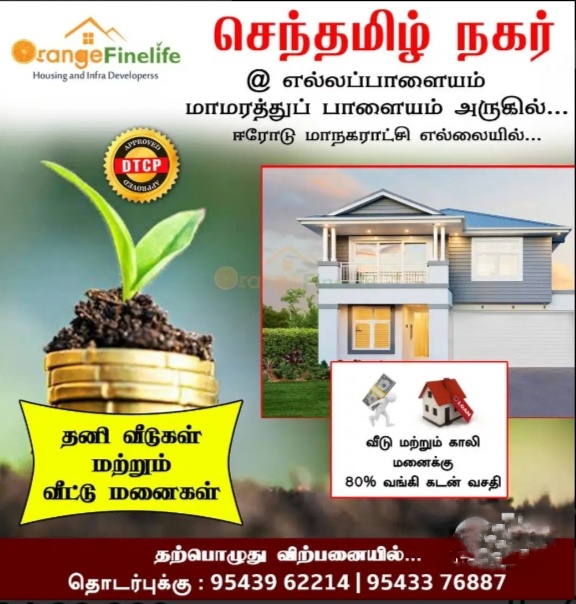 OrangeFinelife
Housing and Infra Developerss
செந்தமிழ் நகர்
@ எல்லப்பாளையம்
மாமரத்துப் பாளையம் அருகில்...
ஈரோடு மாநகராட்சி எல்லையில்...
APPROVED
DTCP
APPROVED
OrangeFinelife
LOAN
வீடு மற்றும் காலி
மனைக்கு
80% வங்கி கடன் வசதி
தனி வீடுகள்
மற்றும்
வீட்டு மனைகள்
தற்பொழுது விற்பனையில்...
தொடர்புக்கு : 95439 62214 | 95433 76887